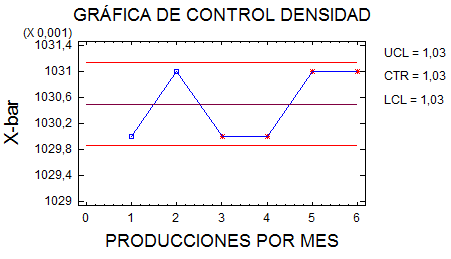 GRÁFICA DE CONTROL DENSIDAD
(X 0,001)
1031,4
1031
1030,6
1030,2
1029,8
1029,4
1029
X-bar
0 1 2 3 4 5 6
PRODUCCIONES POR MES
UCL = 1,03
CTR = 1,03
LCL = 1,03